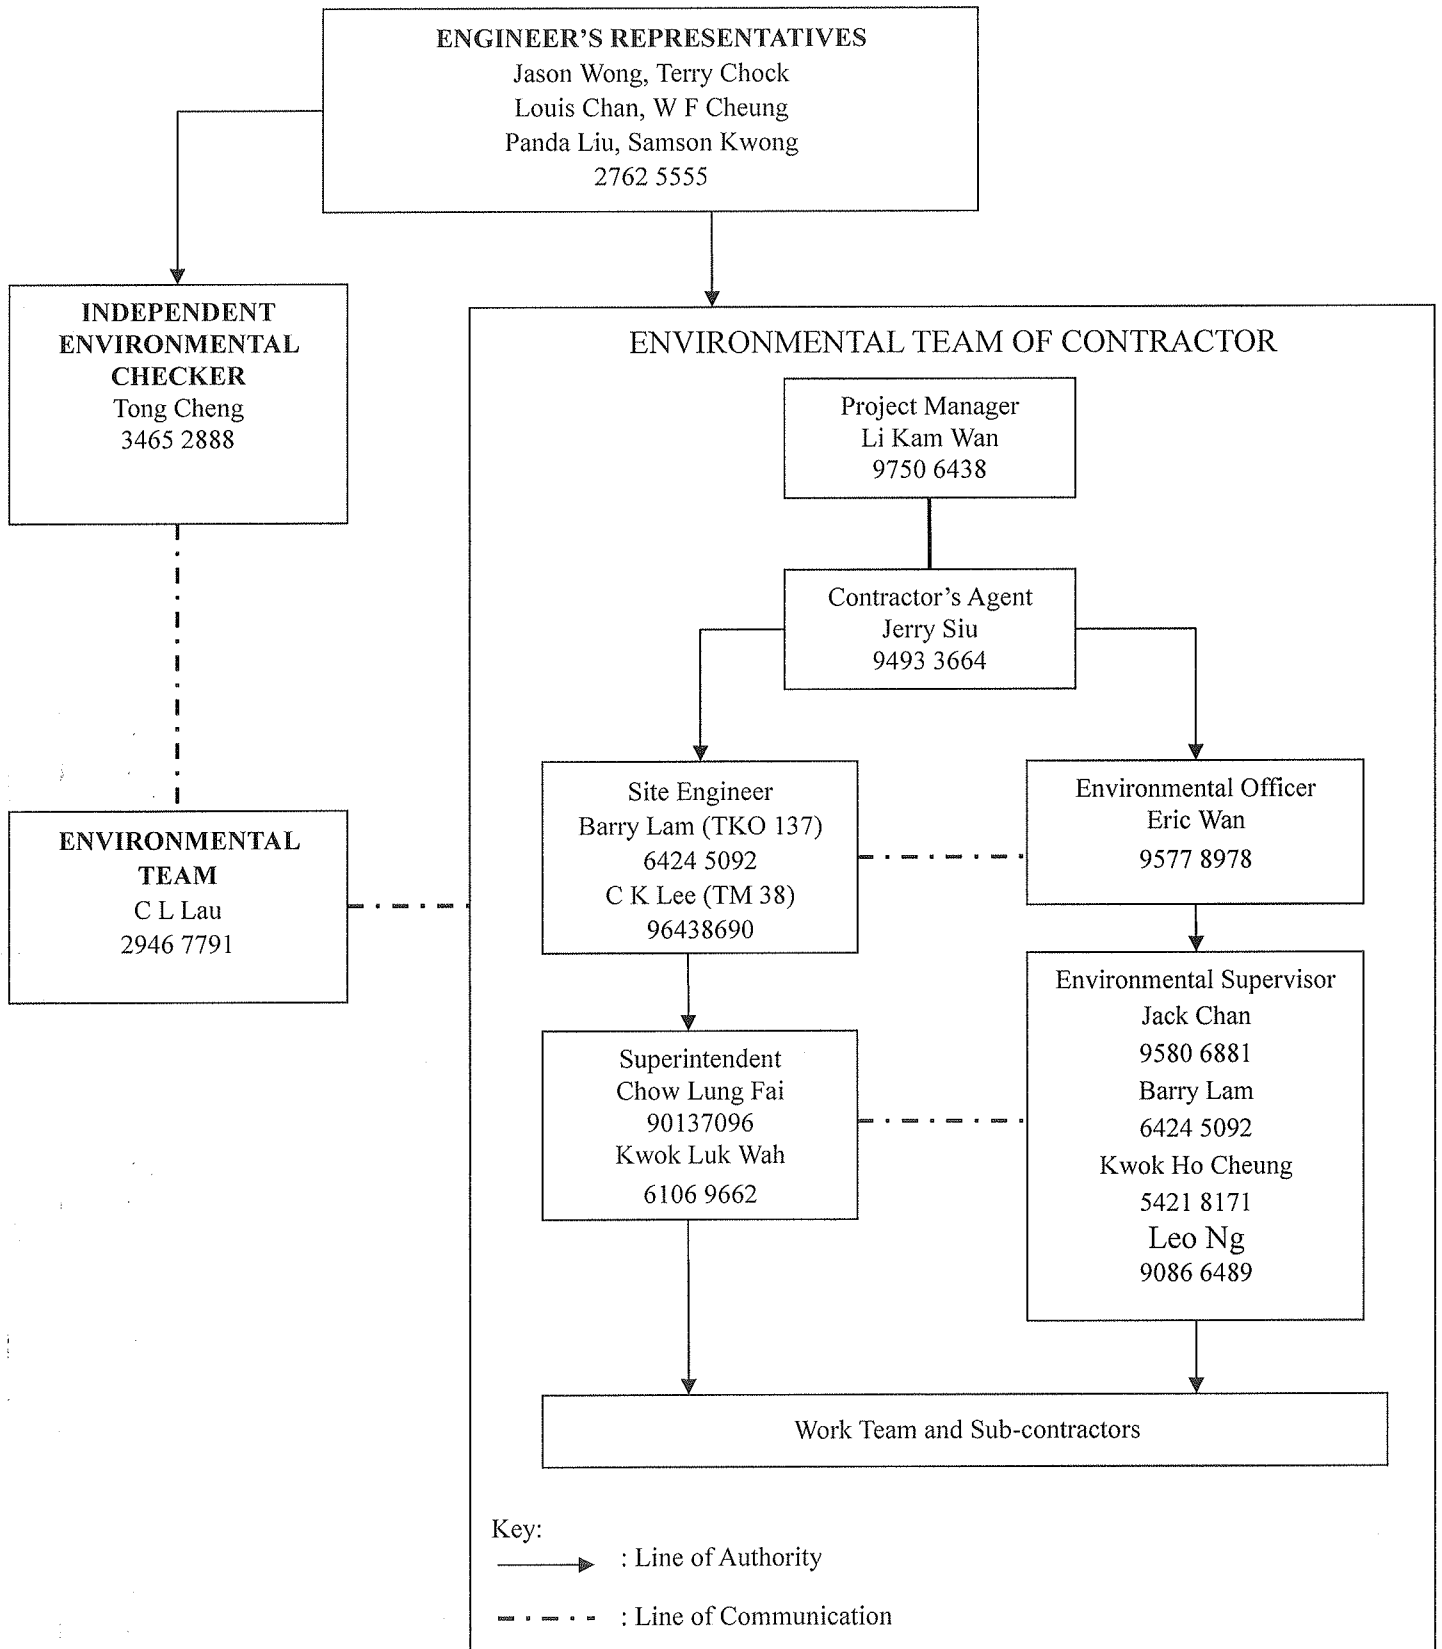 ENGINEER’S REPRESENTATIVES
Jason Wong, Terry Chock
Louis Chan, W F Cheung
Panda Liu, Samson Kwong
2762 5555
INDEPENDENT
ENVIRONMENTAL
CHECKER
Tong Cheng
3465 2888
ENVIRONMENTAL
TEAM
C L Lau
2946 7791
ENVIRONMENTAL TEAM OF CONTRACTOR
Project Manager
Li Kam Wan
9750 6438
Contractor’s Agent
Jerry Siu
9493 3664
Site Engineer
Barry Lam (TKO 137)
6424 5092
C K Lee (TM 38)
96438690
Environmental Officer
Eric Wan
9577 8978
Superintendent
Chow Lung Fai
90137096
Kwok Luk Wah
6106 9662
Environmental Supervisor
Jack Chan
9580 6881
Barry Lam
6424 5092
Kwok Ho Cheung
5421 8171
Leo Ng
9086 6489
Work Team and Sub-contractors
Key:
: Line of Authority
: Line of Communication